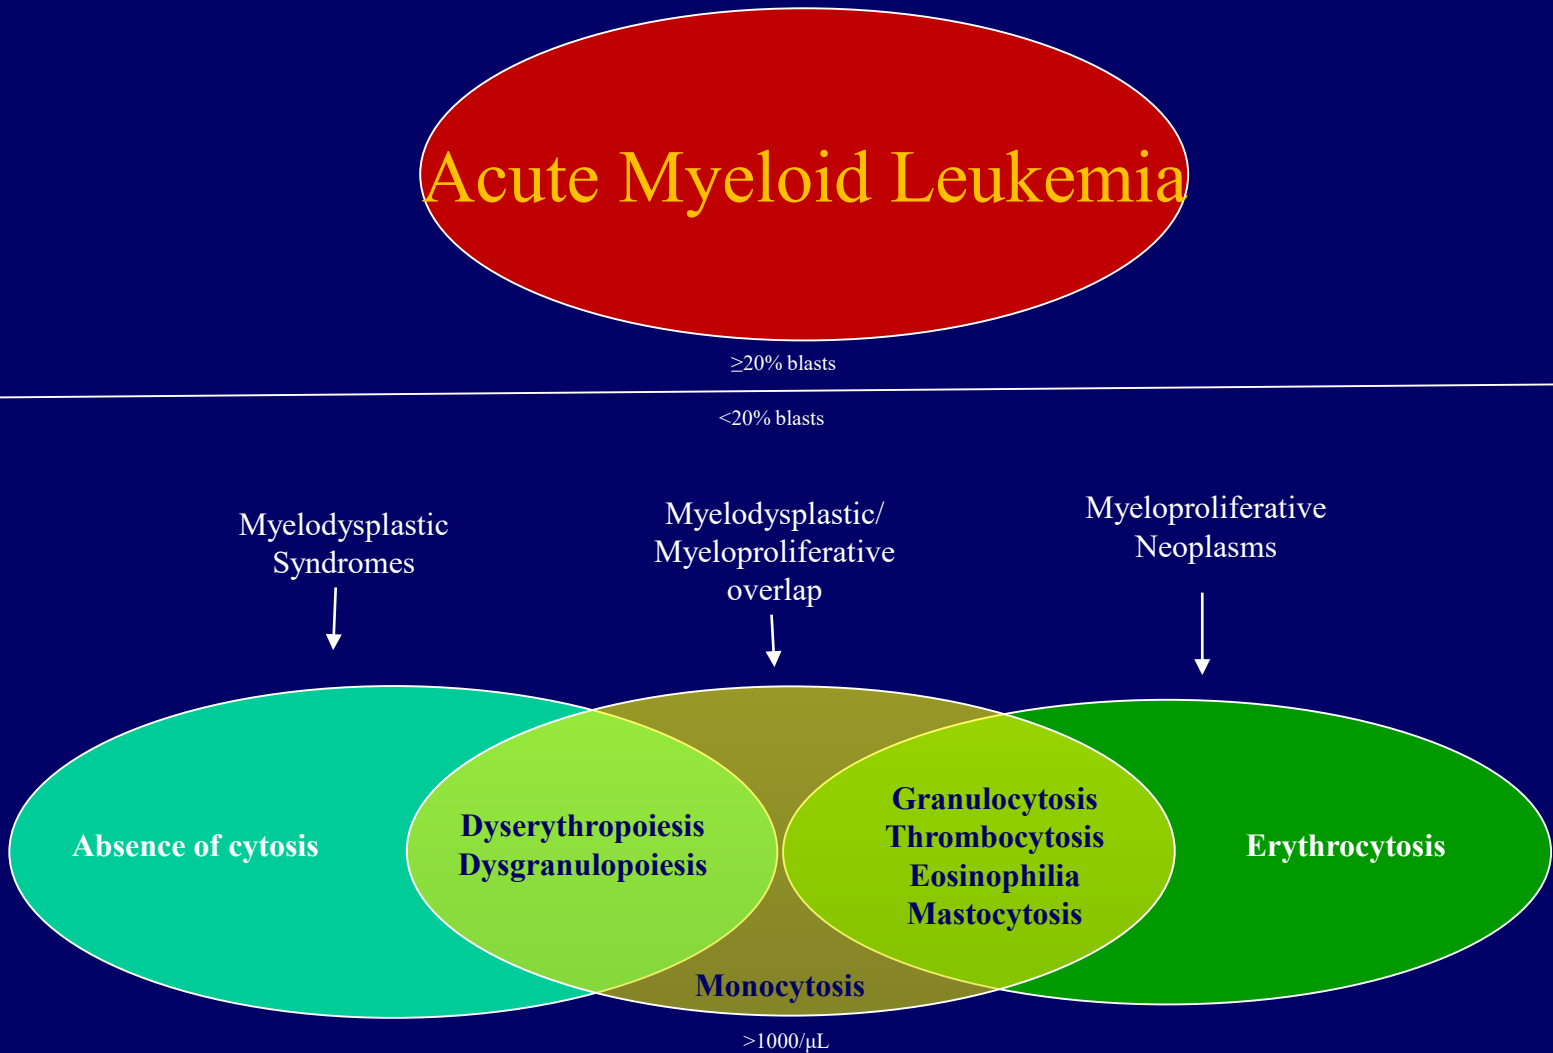 Acute Myeloid Leukemia
≥20% blasts
<20% blasts
Myelodysplastic
Syndromes
Myelodysplastic/
Myeloproliferative
overlap
Myeloproliferative
Neoplasms
Absence of cytosis
Dyserythropoiesis
Dysgranulopoiesis
Granulocytosis
Thrombocytosis
Eosinophilia
Mastocytosis
Erythrocytosis
Monocytosis
>1000/μL